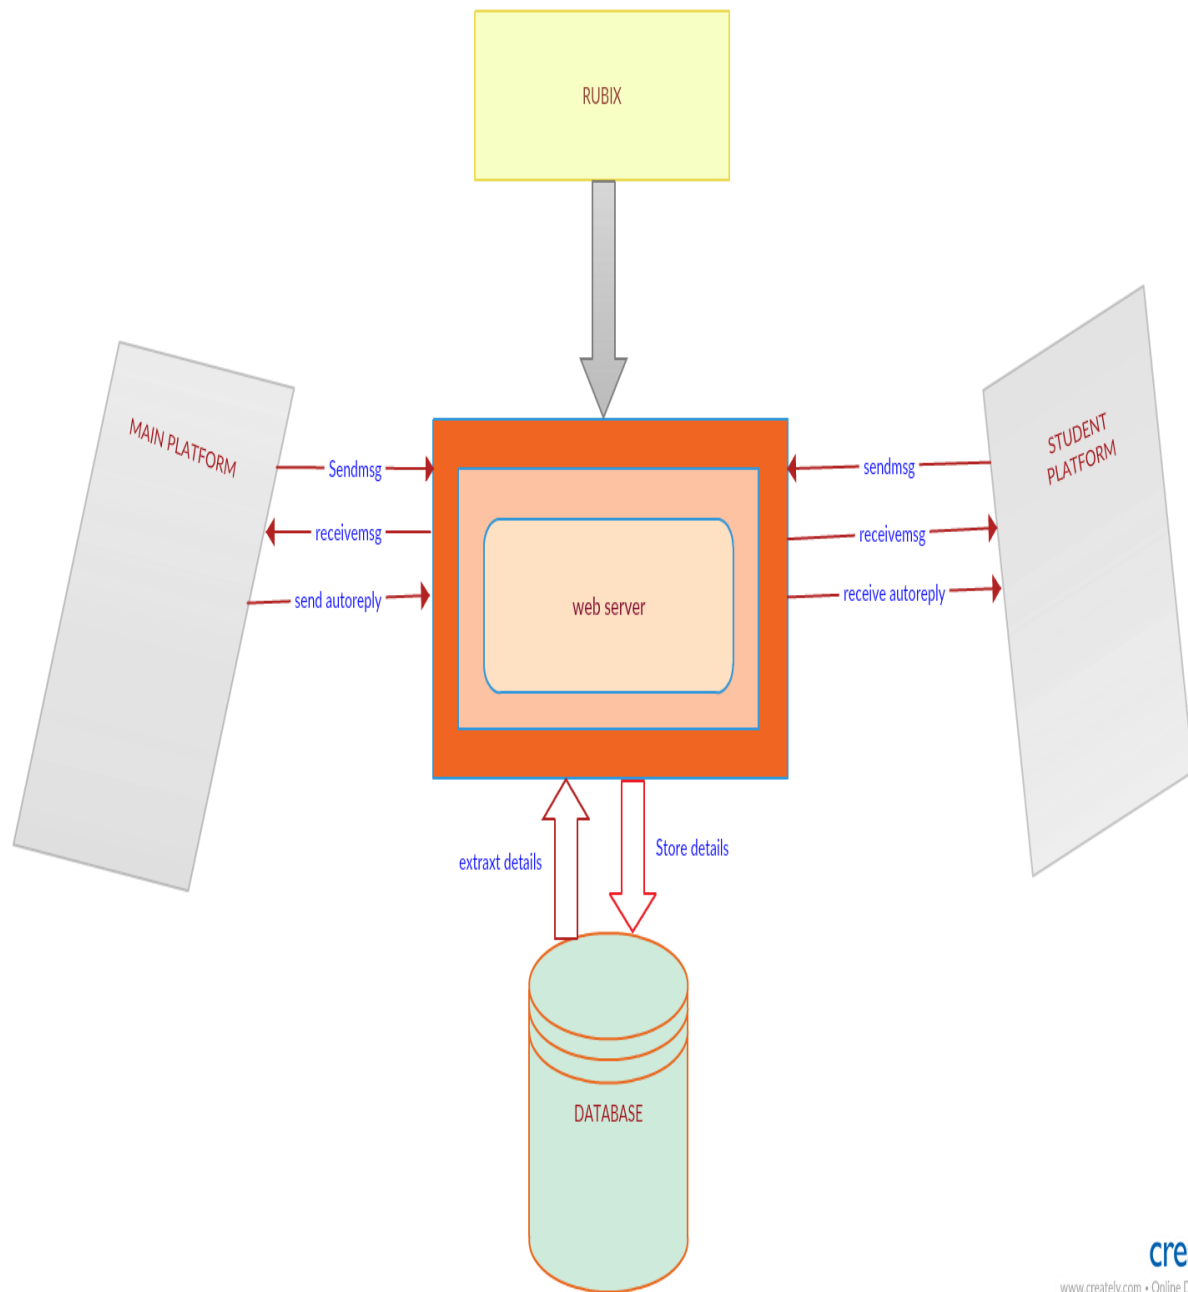 RUBIX
MAIN PLATFORM
STUDENT
PLATFORM
Sendmsg
sendmsg
receivemsg
receivemsg
send autoreply
receive autoreply
web server
extraxt details
Store details
DATABASE
cre
www.creately.com • Online D